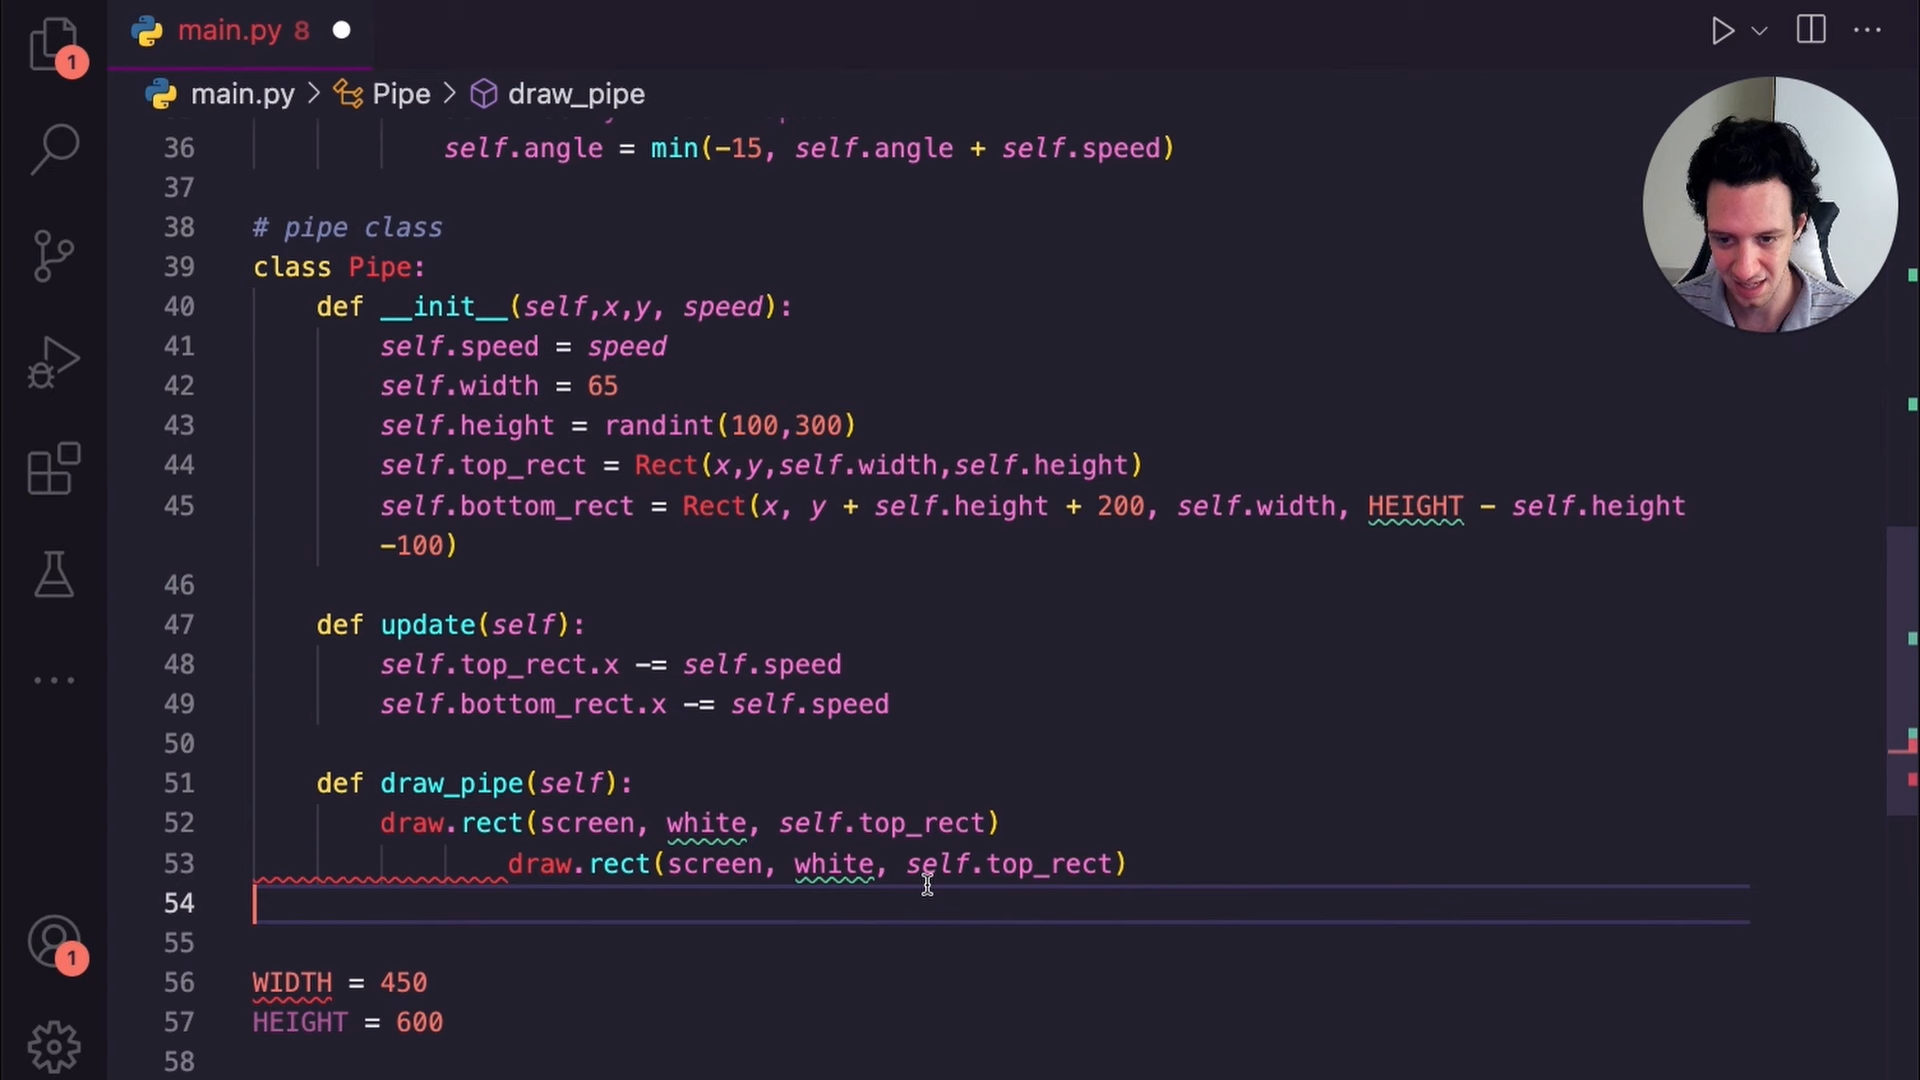 1
main.py 8
main.py > Pipe > draw_pipe
36 self.angle = min(-15, self.angle + self.speed)
37
38 # pipe class
39 class Pipe:
40 def __init__(self,x,y, speed):
41 self.speed = speed
42 self.width = 65
43 self.height = randint(100,300)
44 self.top_rect = Rect(x,y,self.width,self.height)
45 self.bottom_rect = Rect(x, y + self.height + 200, self.width, HEIGHT - self.height
-100)
46
47 def update(self):
48 self.top_rect.x -= self.speed
49 self.bottom_rect.x -= self.speed
50
51 def draw_pipe(self):
52 draw.rect(screen, white, self.top_rect)
53 draw.rect(screen, white, self.top_rect)
54
55
1
56 WIDTH = 450
57 HEIGHT = 600
58